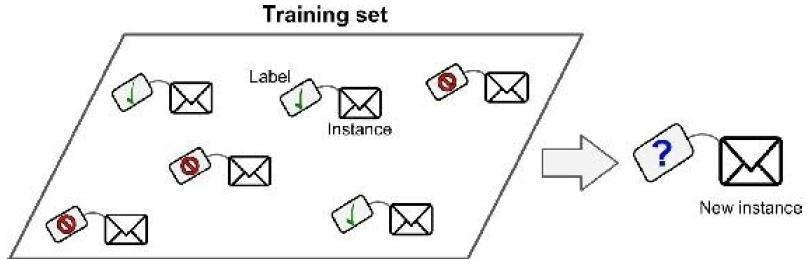 Training set
Label
Instance
?
New instance